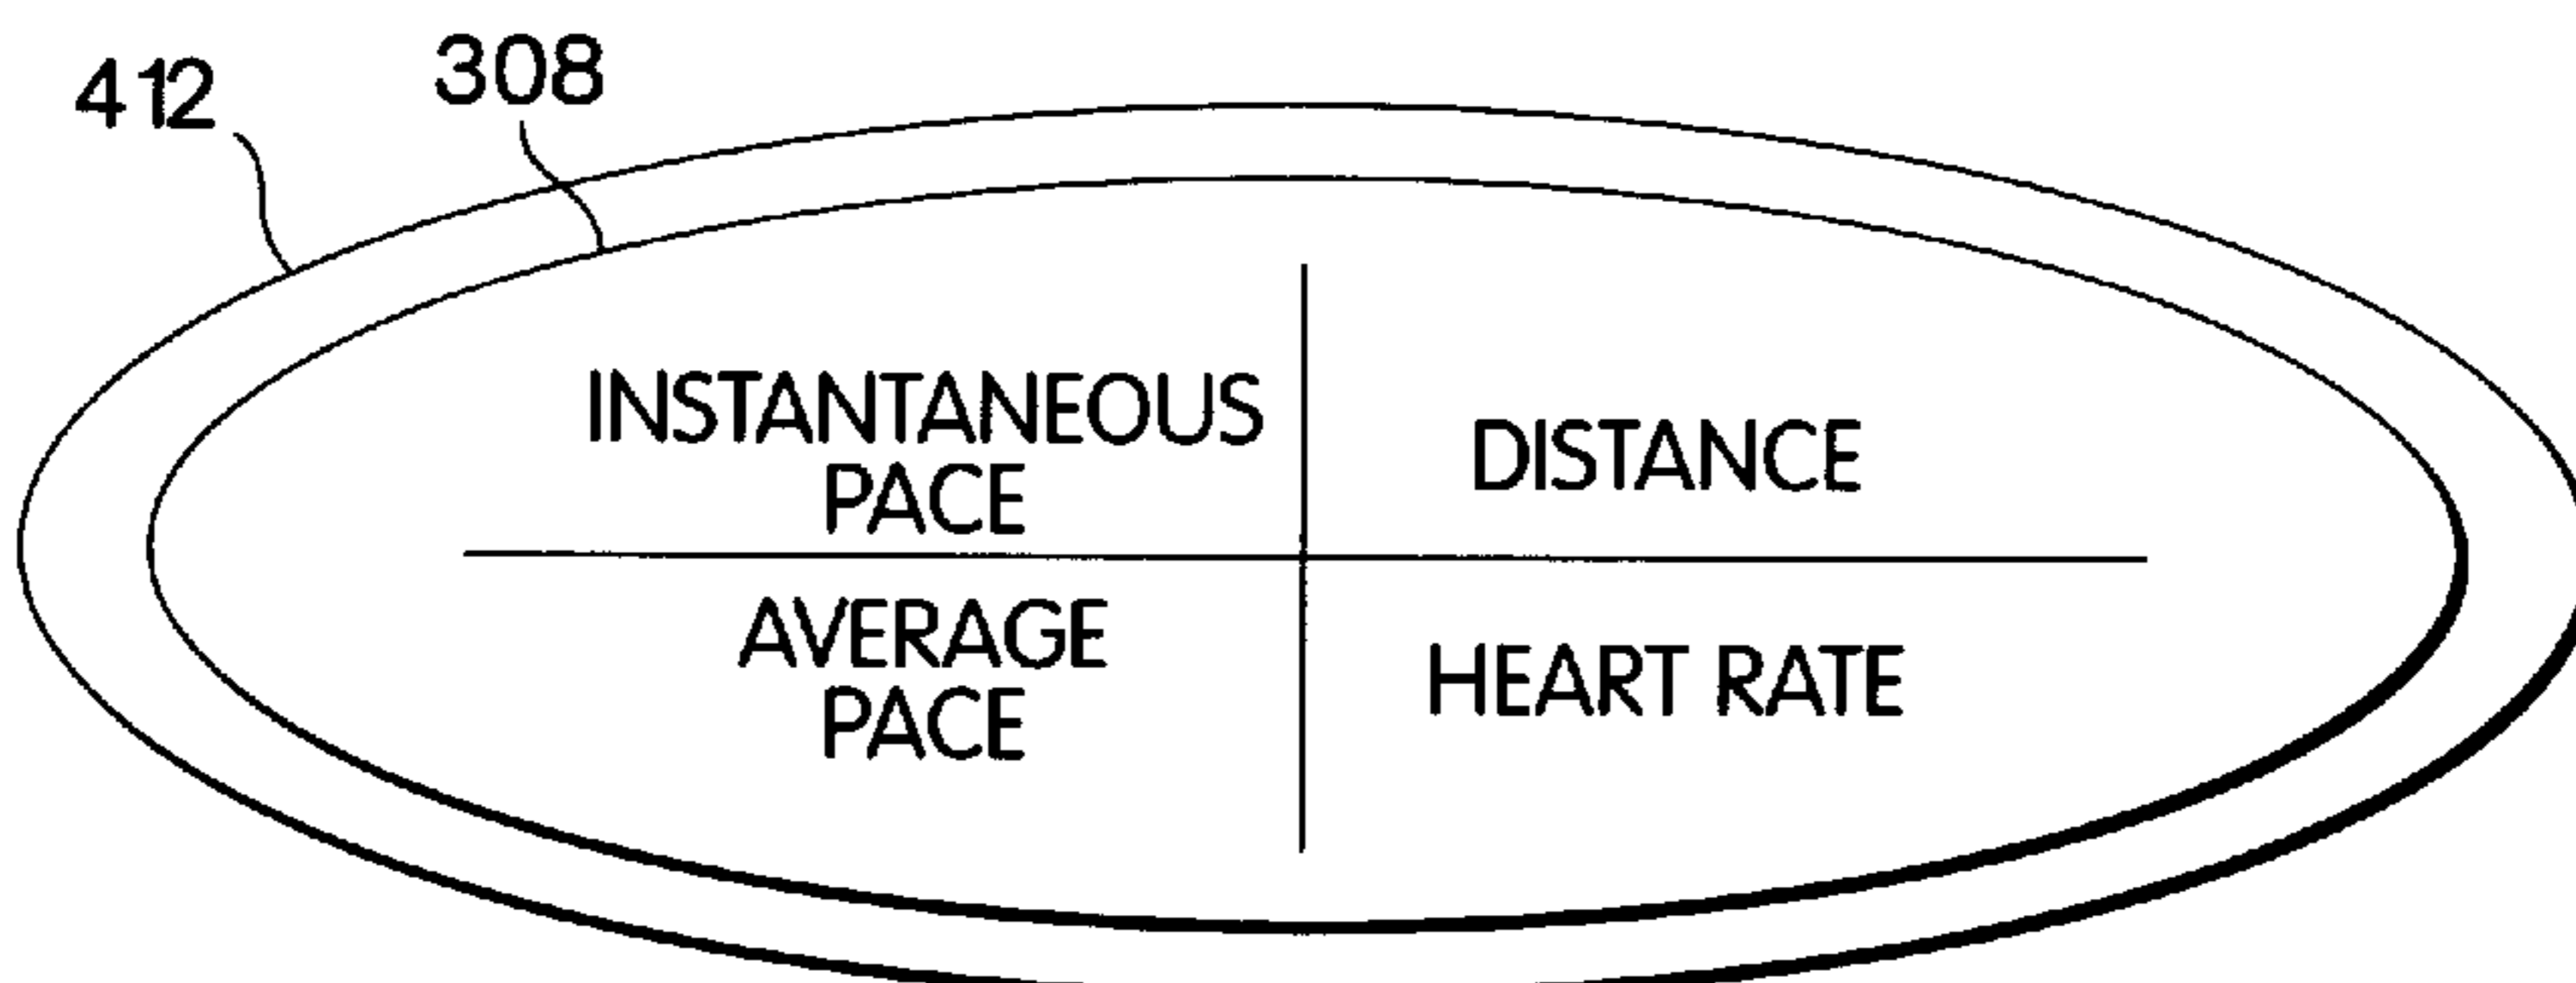 412
308
INSTANTANEOUS
PACE
DISTANCE
AVERAGE
PACE
HEART RATE